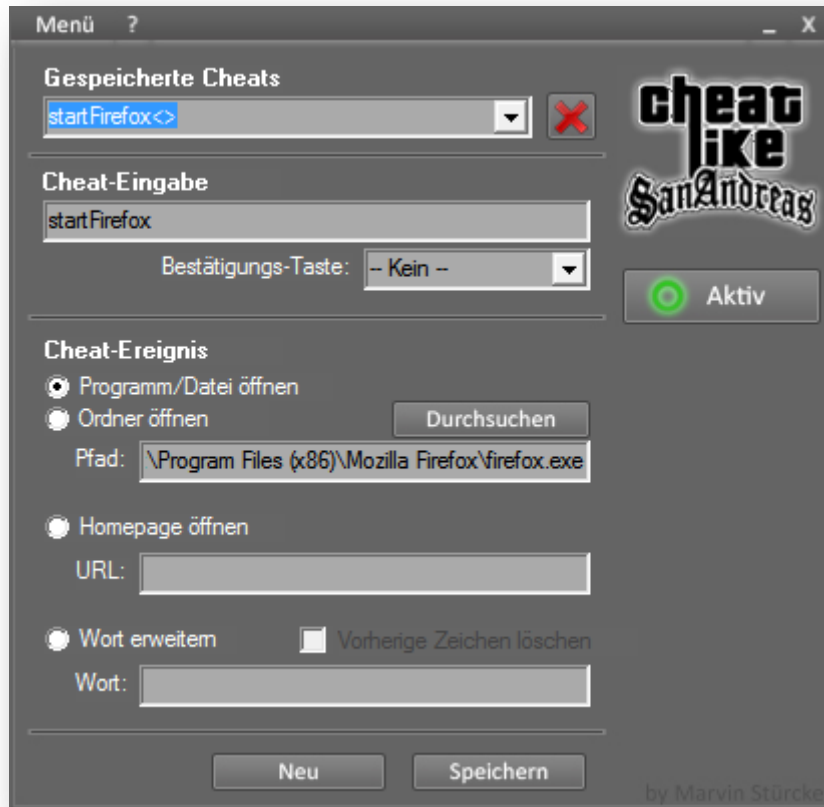 Menü ? _ X
Gespeicherte Cheats
startFirefox<>
cheat
like
SanAndreas
Cheat-Eingabe
startFirefox
Bestätigungs-Taste: -- Kein --
Aktiv
Cheat-Ereignis
Programm/Datei öffnen
Ordner öffnen Durchsuchen
Pfad: \Program Files (x86)\Mozilla Firefox\firefox.exe
Homepage öffnen
URL:
Wort erweitern Vorherige Zeichen löschen
Wort:
Neu Speichern
by Marvin Stürcke